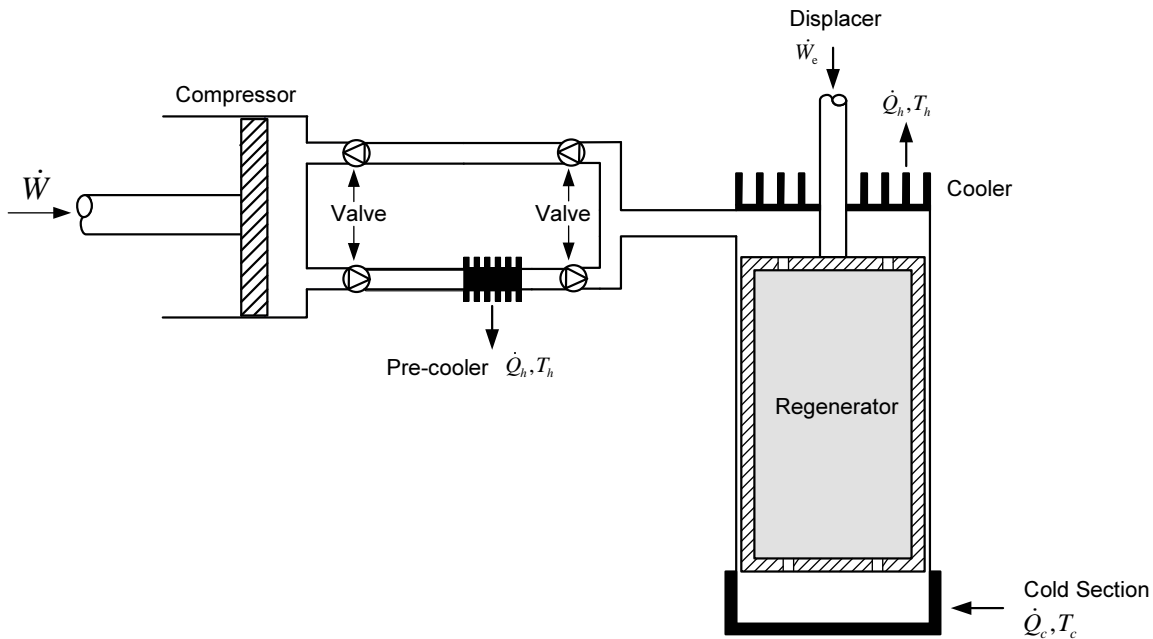 Displacer
Ẇe
Q̇h, Th
Compressor
Cooler
Ẇ
Valve
Valve
Pre-cooler Q̇h, Th
Regenerator
Cold Section
Q̇c, Tc